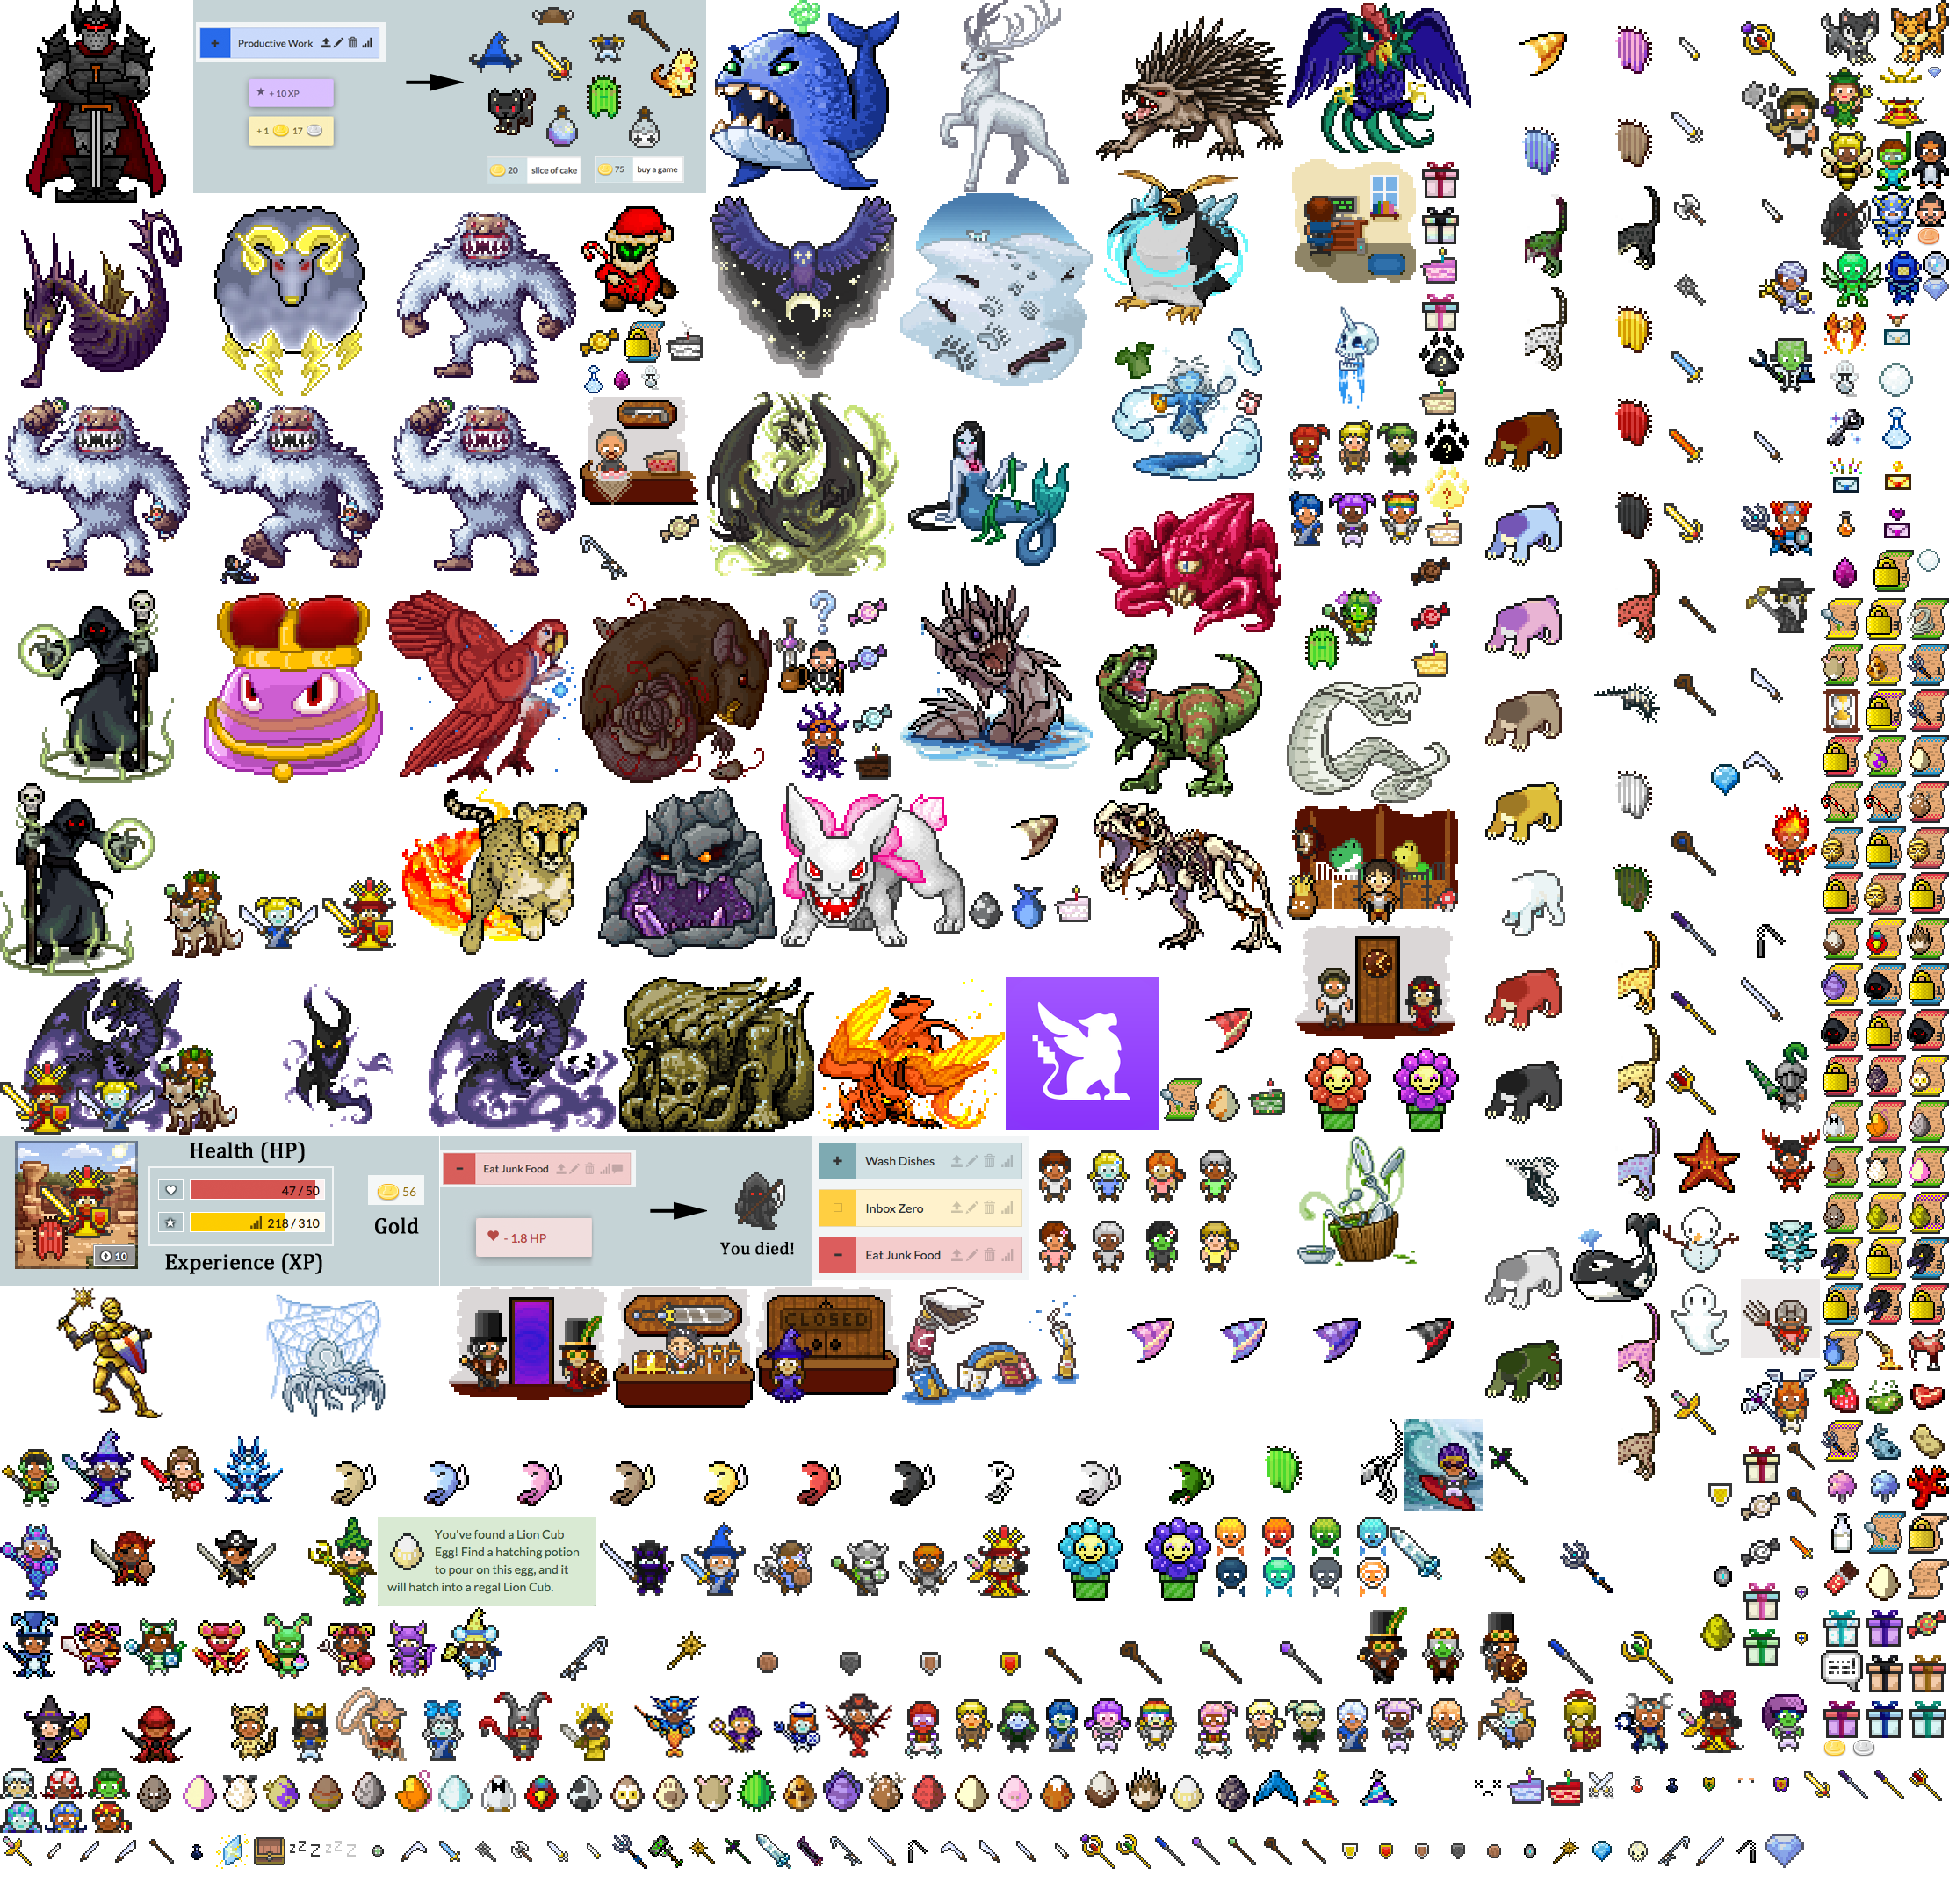 Productive Work
+ 10 XP
+ 1 17
20 slice of cake
75 buy a game
Health (HP)
47 / 50
218 / 310
10
Experience (XP)
56
Gold
Eat Junk Food
- 1.8 HP
You died!
Wash Dishes
Inbox Zero
Eat Junk Food
CLOSED
You've found a Lion Cub
Egg! Find a hatching potion
to pour on this egg, and it
will hatch into a regal Lion Cub.